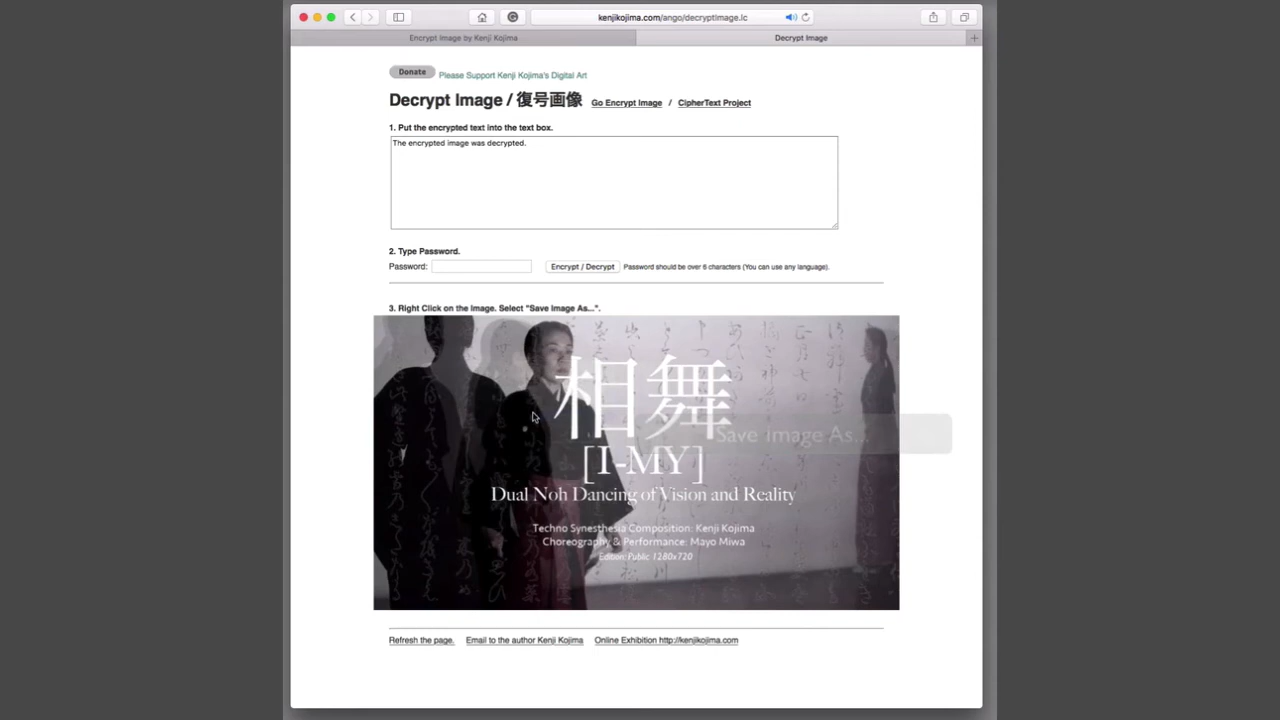 kenjikojima.com/ango/decryptImage.lc
Encrypt Image by Kenji Kojima
Decrypt Image
Donate
Please Support Kenji Kojima's Digital Art
Decrypt Image / 復号画像 Go Encrypt Image / CipherText Project
1. Put the encrypted text into the text box.
The encrypted image was decrypted.
2. Type Password.
Password: Encrypt / Decrypt Password should be over 6 characters (You can use any language).
3. Right Click on the Image. Select "Save Image As...".
相舞
Save Image As...
[I-MY]
Dual Noh Dancing of Vision and Reality
Techno Synesthesia Composition: Kenji Kojima
Choreography & Performance: Mayo Miwa
Edition: Public 1280x720
Refresh the page. Email to the author Kenji Kojima Online Exhibition http://kenjikojima.com